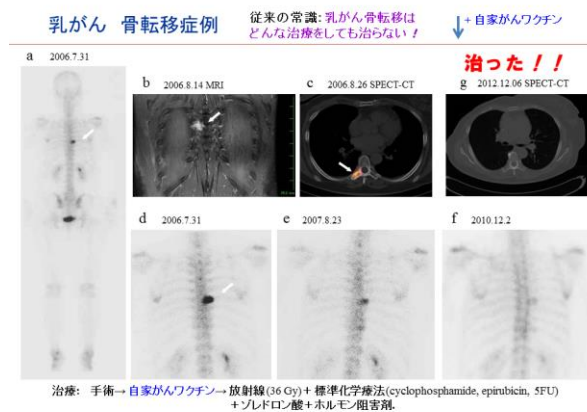 乳がん 骨転移症例
従来の常識: 乳がん骨転移は
どんな治療をしても治らない！
+ 自家がんワクチン
治った！！
a 2006.7.31
b 2006.8.14 MRI
c 2006.8.26 SPECT-CT
g 2012.12.06 SPECT-CT
d 2006.7.31
e 2007.8.23
f 2010.12.2
治療: 手術→ 自家がんワクチン→ 放射線(36 Gy)+ 標準化学療法(cyclophosphamide, epirubicin, 5FU)
+ゾレドロン酸+ホルモン阻害剤.